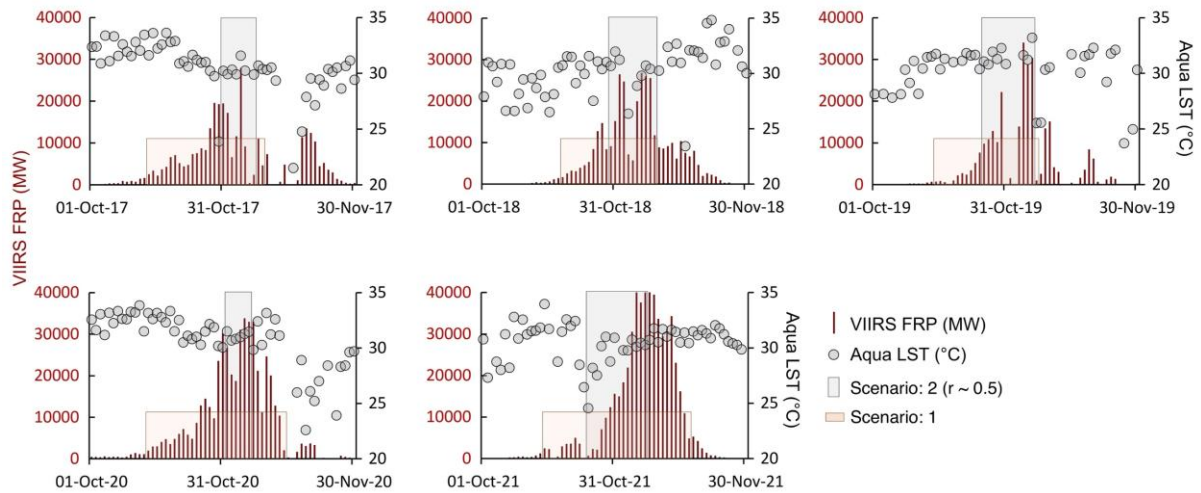 40000
30000
20000
10000
0
35
30
25
20
01-Oct-17
31-Oct-17
30-Nov-17
40000
30000
20000
10000
0
35
30
25
20
01-Oct-18
31-Oct-18
30-Nov-18
40000
30000
20000
10000
0
35
30
25
20
01-Oct-19
31-Oct-19
30-Nov-19
Aqua LST (°C)
VIIRS FRP (MW)
40000
30000
20000
10000
0
35
30
25
20
01-Oct-20
31-Oct-20
30-Nov-20
40000
30000
20000
10000
0
35
30
25
20
01-Oct-21
31-Oct-21
30-Nov-21
Aqua LST (°C)
Aqua LST (°C)
VIIRS FRP (MW)
Aqua LST (°C)
Scenario: 2 (r ~ 0.5)
Scenario: 1